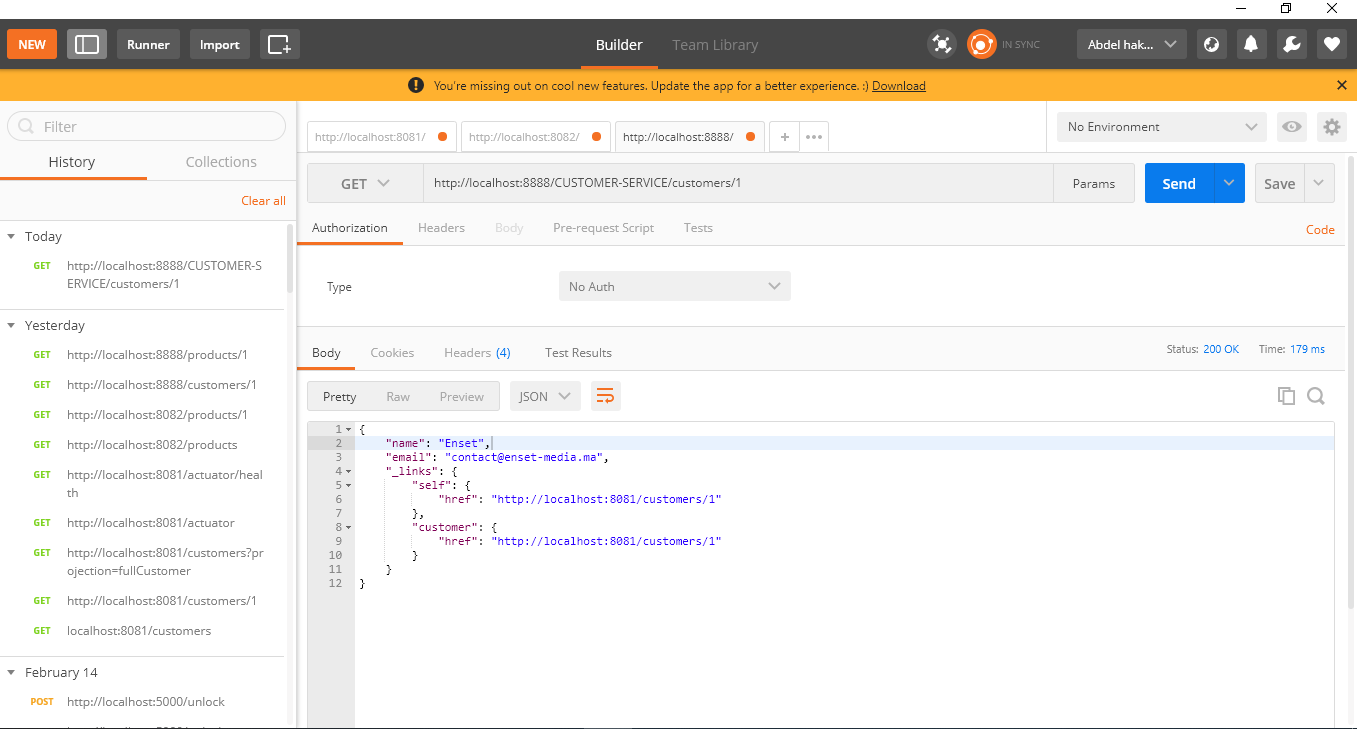 NEW
Runner
Import
Builder
Team Library
IN SYNC
Abdel hak...
You're missing out on cool new features. Update the app for a better experience. :) Download
Filter
History
Collections
Clear all
Today
GET http://localhost:8888/CUSTOMER-S
ERVICE/customers/1
Yesterday
GET http://localhost:8888/products/1
GET http://localhost:8888/customers/1
GET http://localhost:8082/products/1
GET http://localhost:8082/products
GET http://localhost:8081/actuator/heal
th
GET http://localhost:8081/actuator
GET http://localhost:8081/customers?pr
ojection=fullCustomer
GET http://localhost:8081/customers/1
GET localhost:8081/customers
February 14
POST http://localhost:5000/unlock
http://localhost:8081/
http://localhost:8082/
http://localhost:8888/
No Environment
GET
http://localhost:8888/CUSTOMER-SERVICE/customers/1
Params
Send
Save
Authorization
Headers
Body
Pre-request Script
Tests
Code
Type
No Auth
Body
Cookies
Headers (4)
Test Results
Status: 200 OK
Time: 179 ms
Pretty
Raw
Preview
JSON
1 {
2 "name": "Enset",
3 "email": "contact@enset-media.ma",
4 "_links": {
5 "self": {
6 "href": "http://localhost:8081/customers/1"
7 },
8 "customer": {
9 "href": "http://localhost:8081/customers/1"
10 }
11 }
12 }